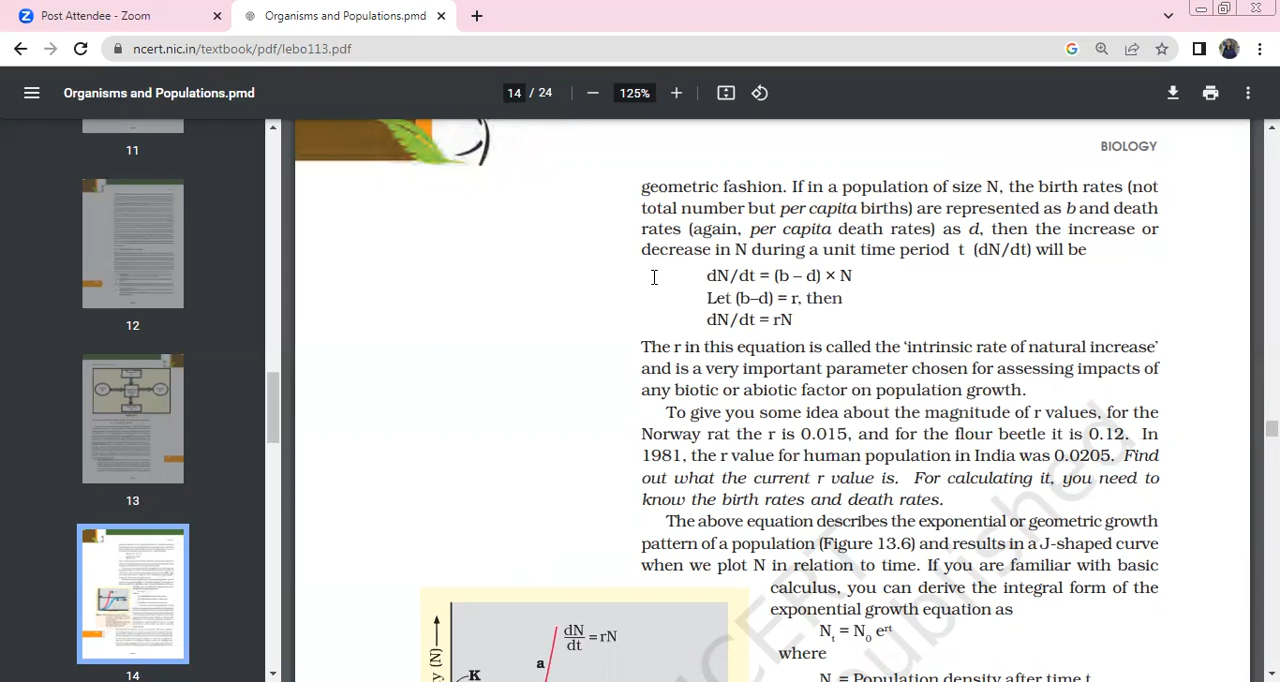 Post Attendee - Zoom
Organisms and Populations.pmd
ncert.nic.in/textbook/pdf/lebo113.pdf
Organisms and Populations.pmd
14 / 24
125%
11
12
13
14
BIOLOGY
geometric fashion. If in a population of size N, the birth rates (not
total number but per capita births) are represented as b and death
rates (again, per capita death rates) as d, then the increase or
decrease in N during a unit time period t (dN/dt) will be
dN/dt = (b – d) × N
Let (b–d) = r, then
dN/dt = rN
The r in this equation is called the ‘intrinsic rate of natural increase’
and is a very important parameter chosen for assessing impacts of
any biotic or abiotic factor on population growth.
To give you some idea about the magnitude of r values, for the
Norway rat the r is 0.015, and for the flour beetle it is 0.12. In
1981, the r value for human population in India was 0.0205. Find
out what the current r value is. For calculating it, you need to
know the birth rates and death rates.
The above equation describes the exponential or geometric growth
pattern of a population (Figure 13.6) and results in a J-shaped curve
when we plot N in relation to time. If you are familiar with basic
calculus, you can derive the integral form of the
exponential growth equation as
Nt = N0 e^rt
where
Nt = Population density after time t
dN/dt = rN
a
K
(N)